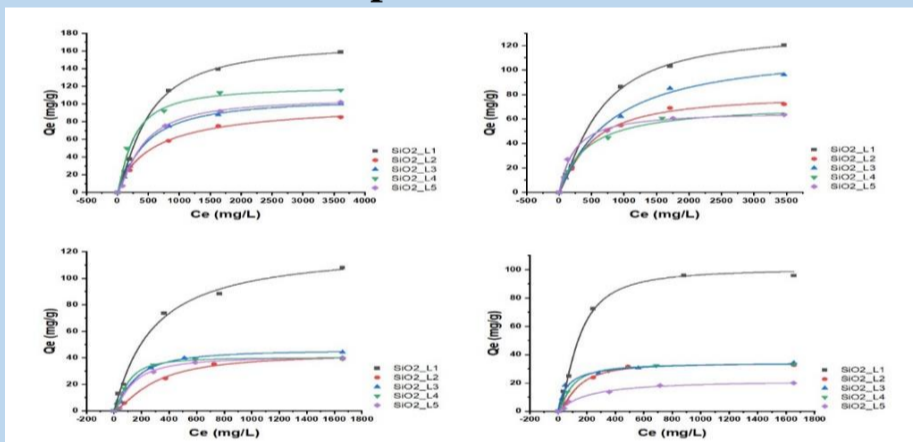 180
160
140
120
100
80
60
40
20
0
Qe (mg/g)
-500 0 500 1000 1500 2000 2500 3000 3500 4000
Ce (mg/L)
SiO2_L1
SiO2_L2
SiO2_L3
SiO2_L4
SiO2_L5
120
100
80
60
40
20
0
Qe (mg/g)
-500 0 500 1000 1500 2000 2500 3000 3500
Ce (mg/L)
SiO2_L1
SiO2_L2
SiO2_L3
SiO2_L4
SiO2_L5
120
100
80
60
40
20
0
Qe (mg/g)
-200 0 200 400 600 800 1000 1200 1400 1600 1800
Ce (mg/L)
SiO2_L1
SiO2_L2
SiO2_L3
SiO2_L4
SiO2_L5
100
80
60
40
20
0
Qe (mg/g)
-200 0 200 400 600 800 1000 1200 1400 1600 1800
Ce (mg/L)
SiO2_L1
SiO2_L2
SiO2_L3
SiO2_L4
SiO2_L5